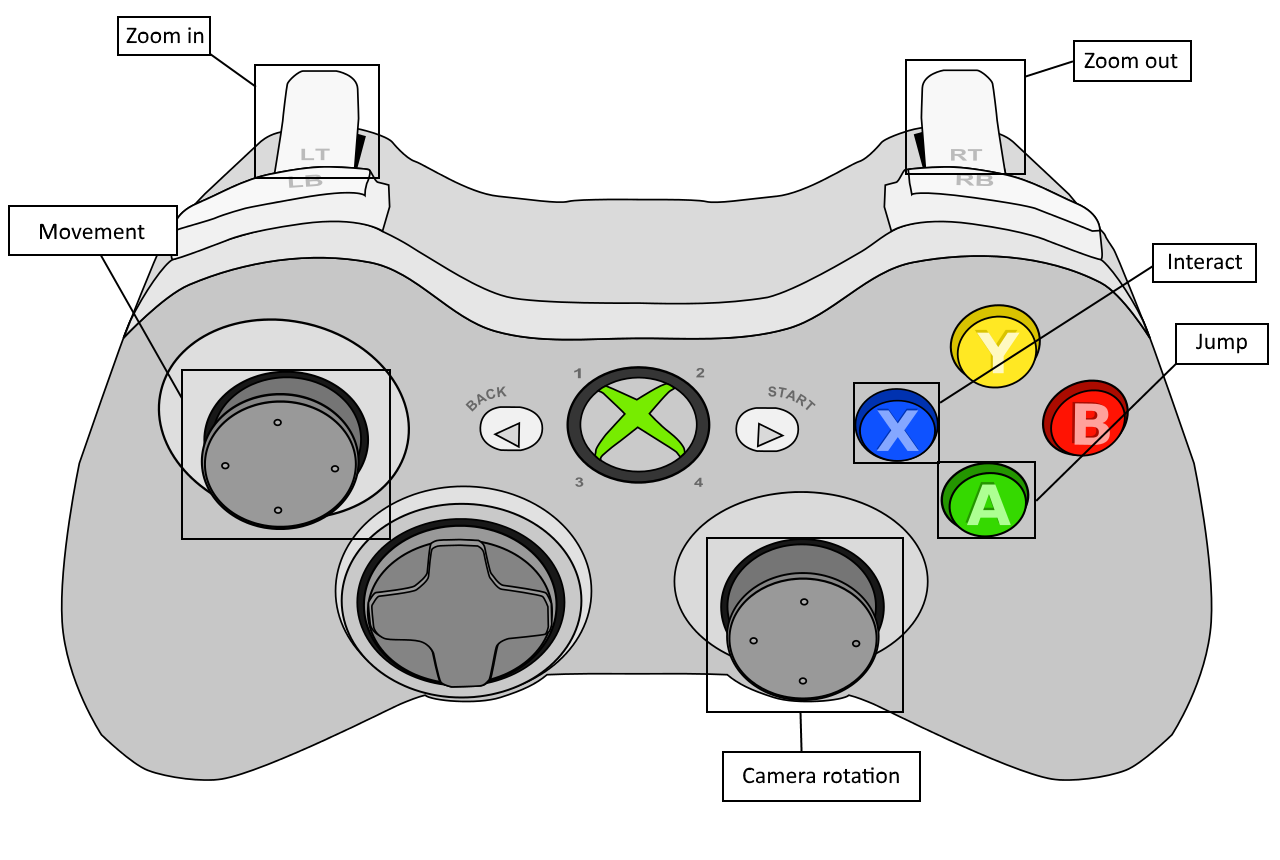 Zoom in
Zoom out
LT
RT
LB
RB
Movement
Interact
Jump
1
2
BACK
START
Y
X
B
3
4
A
Camera rotation